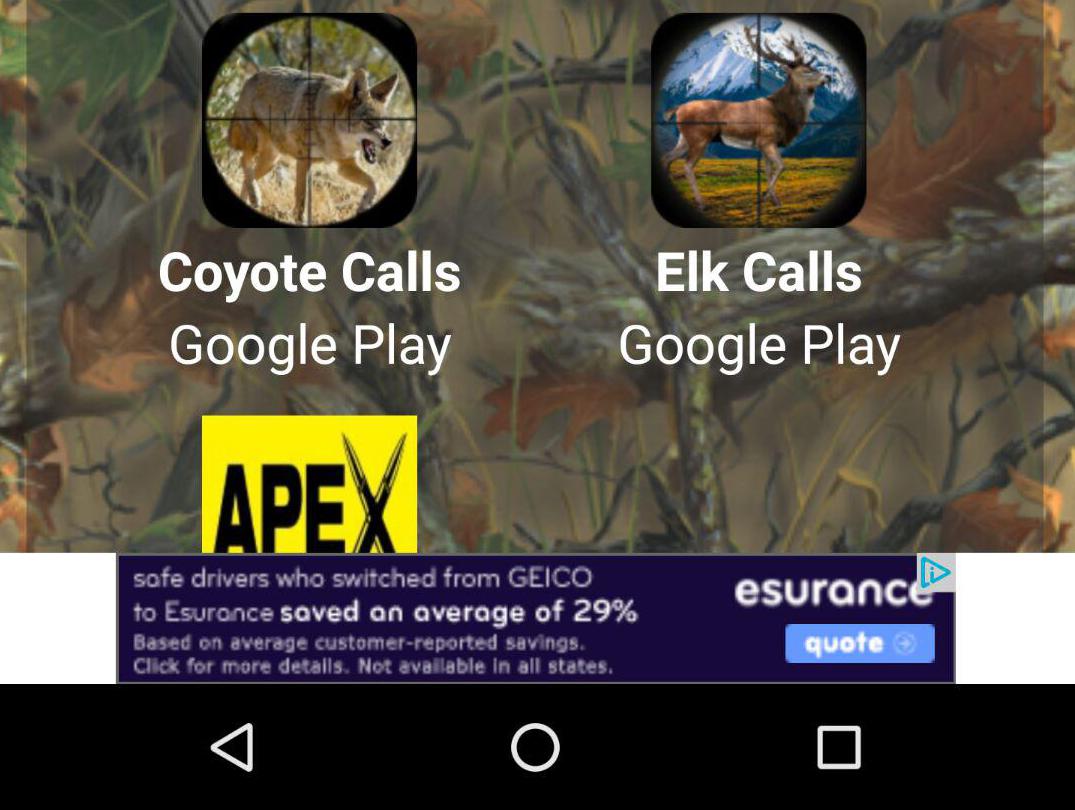 Coyote Calls
Elk Calls
Google Play
Google Play
APEX
safe drivers who switched from GEICO
to Esurance saved an average of 29%
Based on average customer-reported savings.
Click for more details. Not available in all states.
esurance
quote